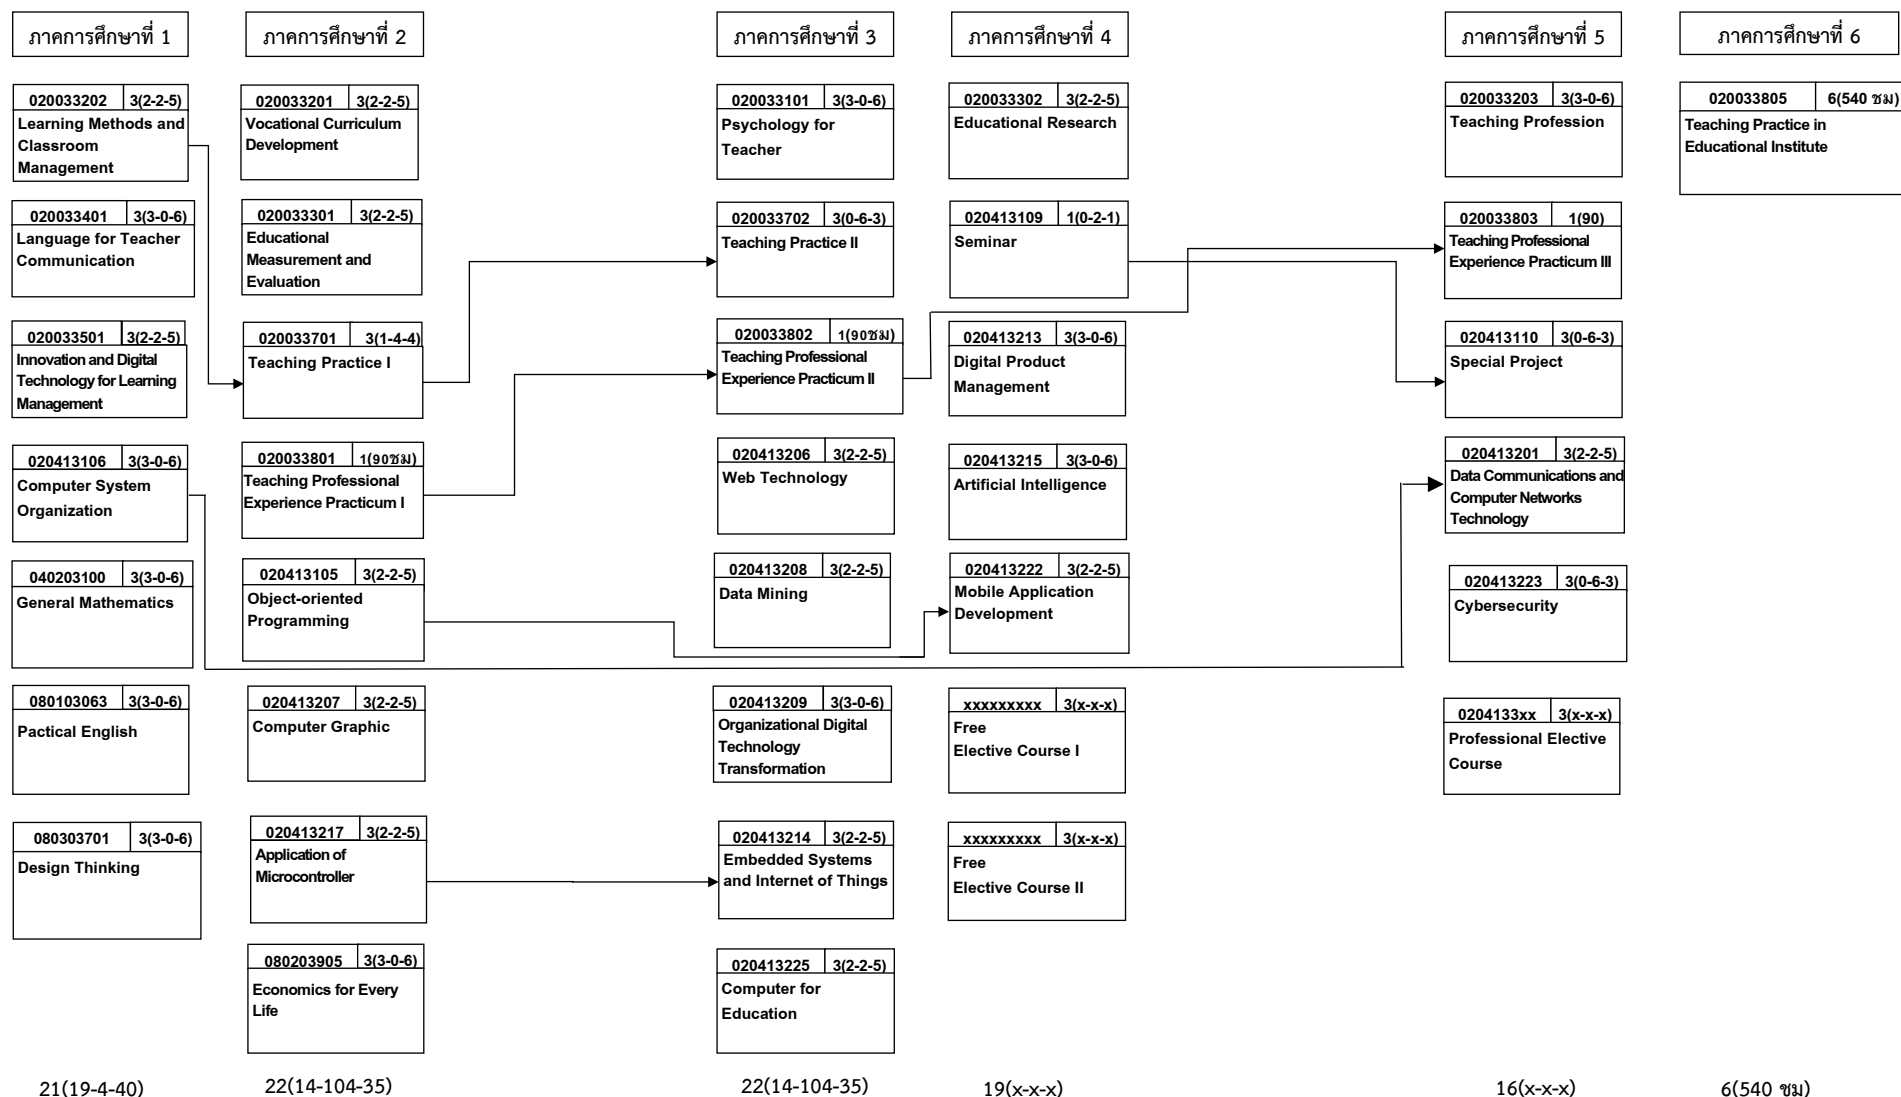 ภาคการศึกษาที่ 1
020033202 3(2-2-5)
Learning Methods and
Classroom
Management
020033401 3(3-0-6)
Language for Teacher
Communication
020033501 3(2-2-5)
Innovation and Digital
Technology for Learning
Management
020413106 3(3-0-6)
Computer System
Organization
040203100 3(3-0-6)
General Mathematics
080103063 3(3-0-6)
Pactical English
080303701 3(3-0-6)
Design Thinking
21(19-4-40)
ภาคการศึกษาที่ 2
020033201 3(2-2-5)
Vocational Curriculum
Development
020033301 3(2-2-5)
Educational
Measurement and
Evaluation
020033701 3(1-4-4)
Teaching Practice I
020033801 1(90ชม)
Teaching Professional
Experience Practicum I
020413105 3(2-2-5)
Object-oriented
Programming
020413207 3(2-2-5)
Computer Graphic
020413217 3(2-2-5)
Application of
Microcontroller
080203905 3(3-0-6)
Economics for Every
Life
22(14-104-35)
ภาคการศึกษาที่ 3
020033101 3(3-0-6)
Psychology for
Teacher
020033702 3(0-6-3)
Teaching Practice II
020033802 1(90ชม)
Teaching Professional
Experience Practicum II
020413206 3(2-2-5)
Web Technology
020413208 3(2-2-5)
Data Mining
020413209 3(3-0-6)
Organizational Digital
Technology
Transformation
020413214 3(2-2-5)
Embedded Systems
and Internet of Things
020413225 3(2-2-5)
Computer for
Education
22(14-104-35)
ภาคการศึกษาที่ 4
020033302 3(2-2-5)
Educational Research
020413109 1(0-2-1)
Seminar
020413213 3(3-0-6)
Digital Product
Management
020413215 3(3-0-6)
Artificial Intelligence
020413222 3(2-2-5)
Mobile Application
Development
xxxxxxxxx 3(x-x-x)
Free
Elective Course I
xxxxxxxxx 3(x-x-x)
Free
Elective Course II
19(x-x-x)
ภาคการศึกษาที่ 5
020033203 3(3-0-6)
Teaching Profession
020033803 1(90)
Teaching Professional
Experience Practicum III
020413110 3(0-6-3)
Special Project
020413201 3(2-2-5)
Data Communications and
Computer Networks
Technology
020413223 3(0-6-3)
Cybersecurity
0204133xx 3(x-x-x)
Professional Elective
Course
16(x-x-x)
ภาคการศึกษาที่ 6
020033805 6(540 ชม)
Teaching Practice in
Educational Institute
6(540 ชม)